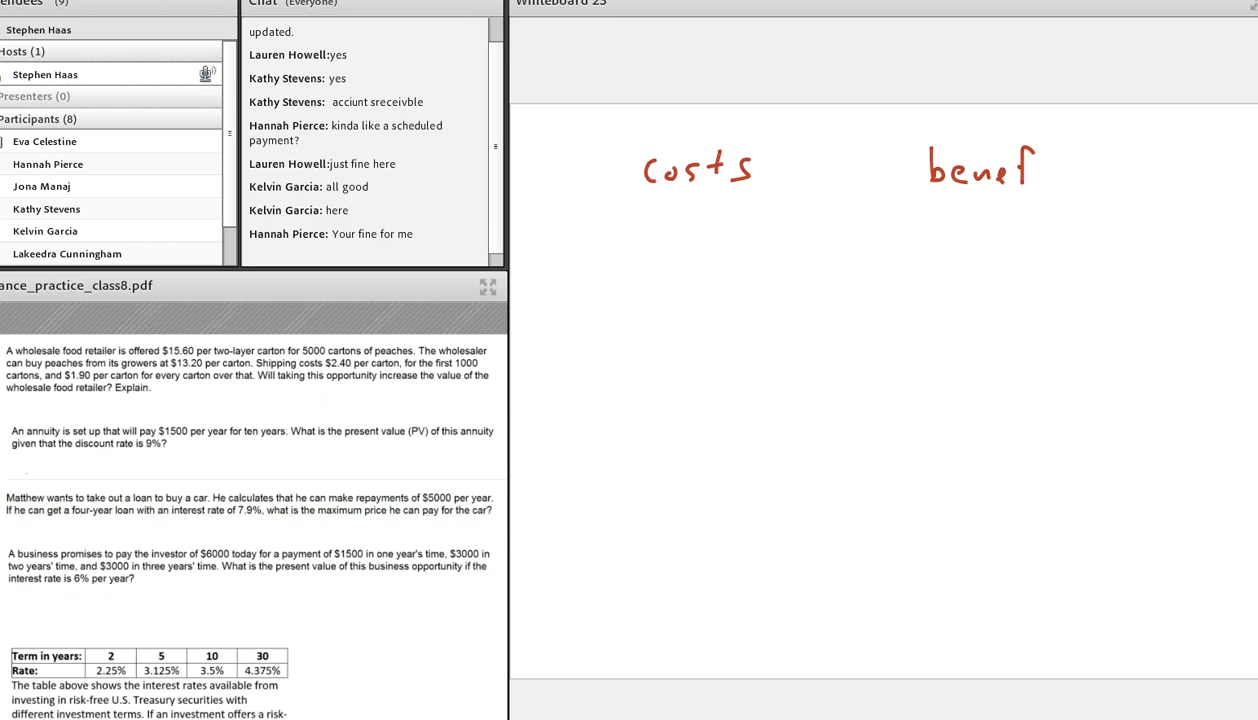 Attendees (9)
Stephen Haas
Hosts (1)
Stephen Haas
Presenters (0)
Participants (8)
Eva Celestine
Hannah Pierce
Jona Manaj
Kathy Stevens
Kelvin Garcia
Lakeedra Cunningham
Chat (Everyone)
updated.
Lauren Howell:yes
Kathy Stevens: yes
Kathy Stevens: acciunt sreceivble
Hannah Pierce: kinda like a scheduled
payment?
Lauren Howell:just fine here
Kelvin Garcia: all good
Kelvin Garcia: here
Hannah Pierce: Your fine for me
ance_practice_class8.pdf
A wholesale food retailer is offered $15.60 per two-layer carton for 5000 cartons of peaches. The wholesaler
can buy peaches from its growers at $13.20 per carton. Shipping costs $2.40 per carton, for the first 1000
cartons, and $1.90 per carton for every carton over that. Will taking this opportunity increase the value of the
wholesale food retailer? Explain.
An annuity is set up that will pay $1500 per year for ten years. What is the present value (PV) of this annuity
given that the discount rate is 9%?
Matthew wants to take out a loan to buy a car. He calculates that he can make repayments of $5000 per year.
If he can get a four-year loan with an interest rate of 7.9%, what is the maximum price he can pay for the car?
A business promises to pay the investor of $6000 today for a payment of $1500 in one year's time, $3000 in
two years' time, and $3000 in three years' time. What is the present value of this business opportunity if the
interest rate is 6% per year?
Term in years: 2 5 10 30
Rate: 2.25% 3.125% 3.5% 4.375%
The table above shows the interest rates available from
investing in risk-free U.S. Treasury securities with
different investment terms. If an investment offers a risk-
Whiteboard 23
costs benef